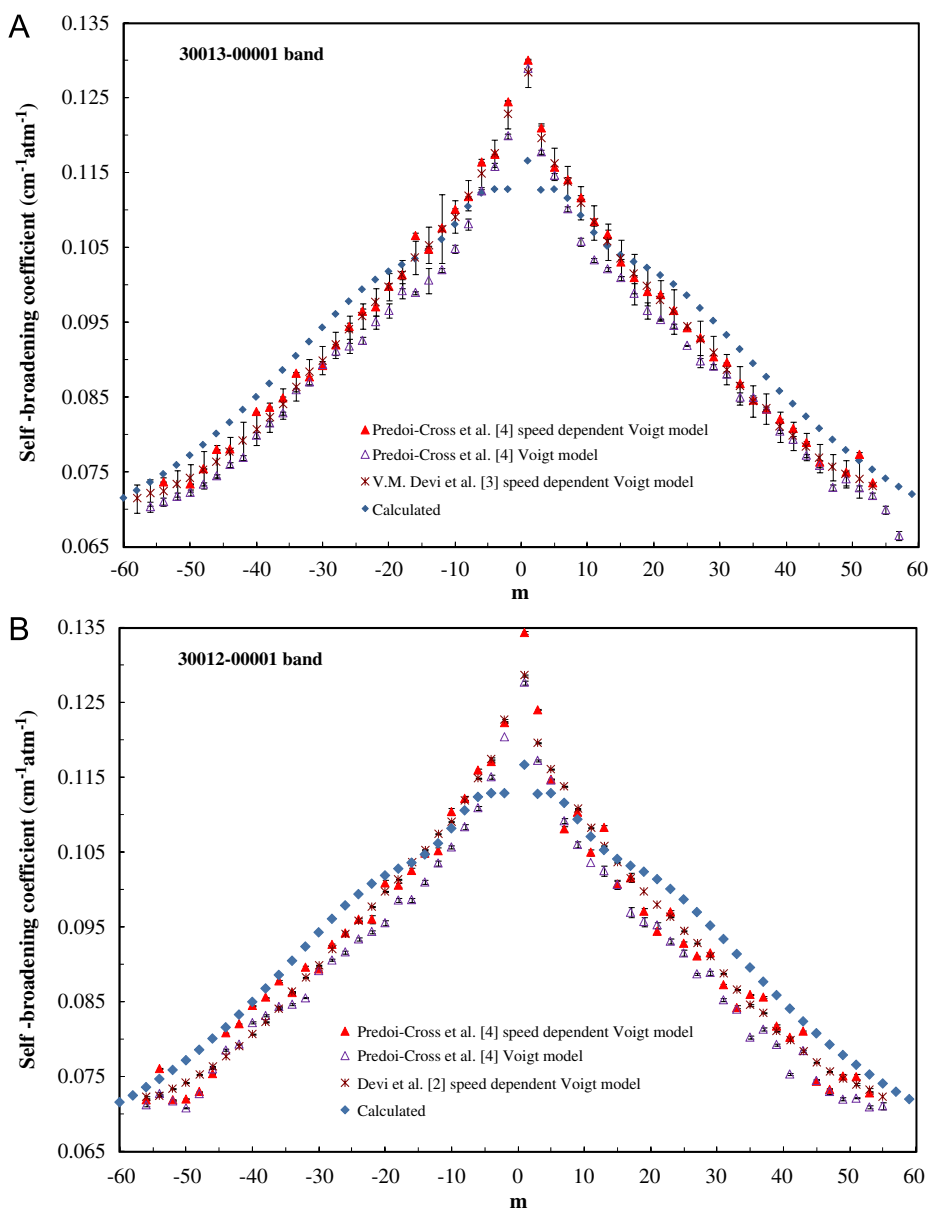 A
30013-00001 band
Self -broadening coefficient (cm⁻¹atm⁻¹)
0.135
0.125
0.115
0.105
0.095
0.085
0.075
0.065
Predoi-Cross et al. [4] speed dependent Voigt model
Predoi-Cross et al. [4] Voigt model
V.M. Devi et al. [3] speed dependent Voigt model
Calculated
-60 -50 -40 -30 -20 -10 0 10 20 30 40 50 60
m
B
30012-00001 band
Self -broadening coefficient (cm⁻¹atm⁻¹)
0.135
0.125
0.115
0.105
0.095
0.085
0.075
0.065
Predoi-Cross et al. [4] speed dependent Voigt model
Predoi-Cross et al. [4] Voigt model
Devi et al. [2] speed dependent Voigt model
Calculated
-60 -50 -40 -30 -20 -10 0 10 20 30 40 50 60
m